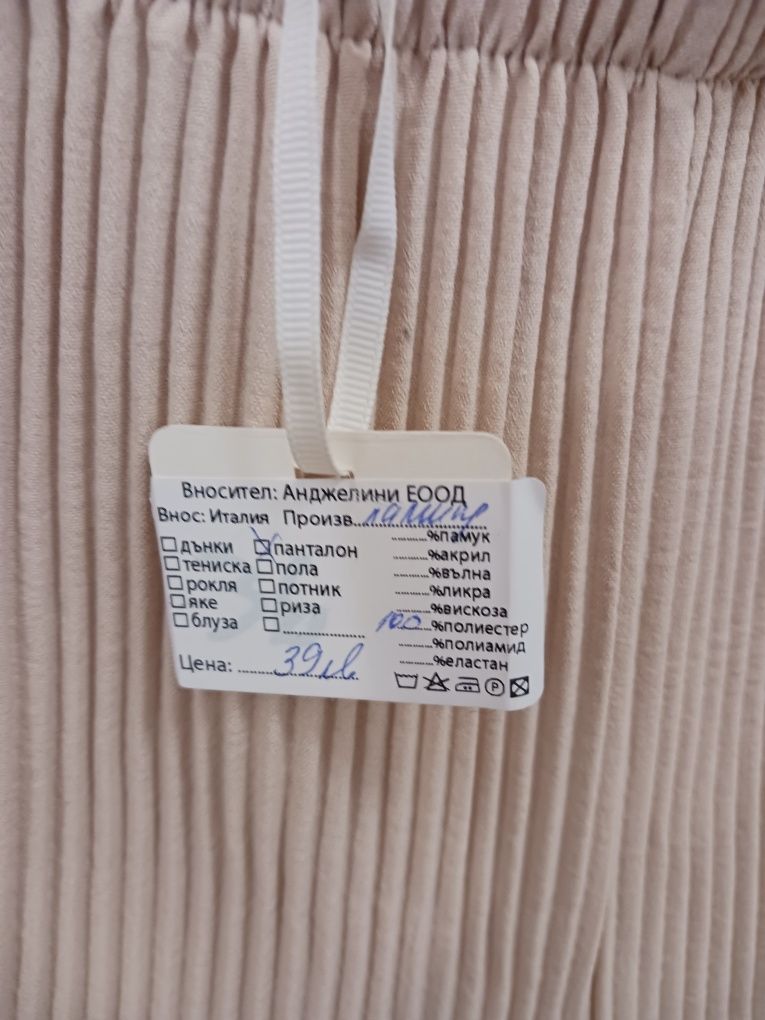 Вносител: Анджелини ЕООД
Внос: Италия Произв.
дънки панталон
тениска пола
рокля потник
яке риза
блуза
Цена: 39лв
%памук
%акрил
%вълна
%ликра
%вискоза
100 %полиестер
%полиамид
%еластан
P